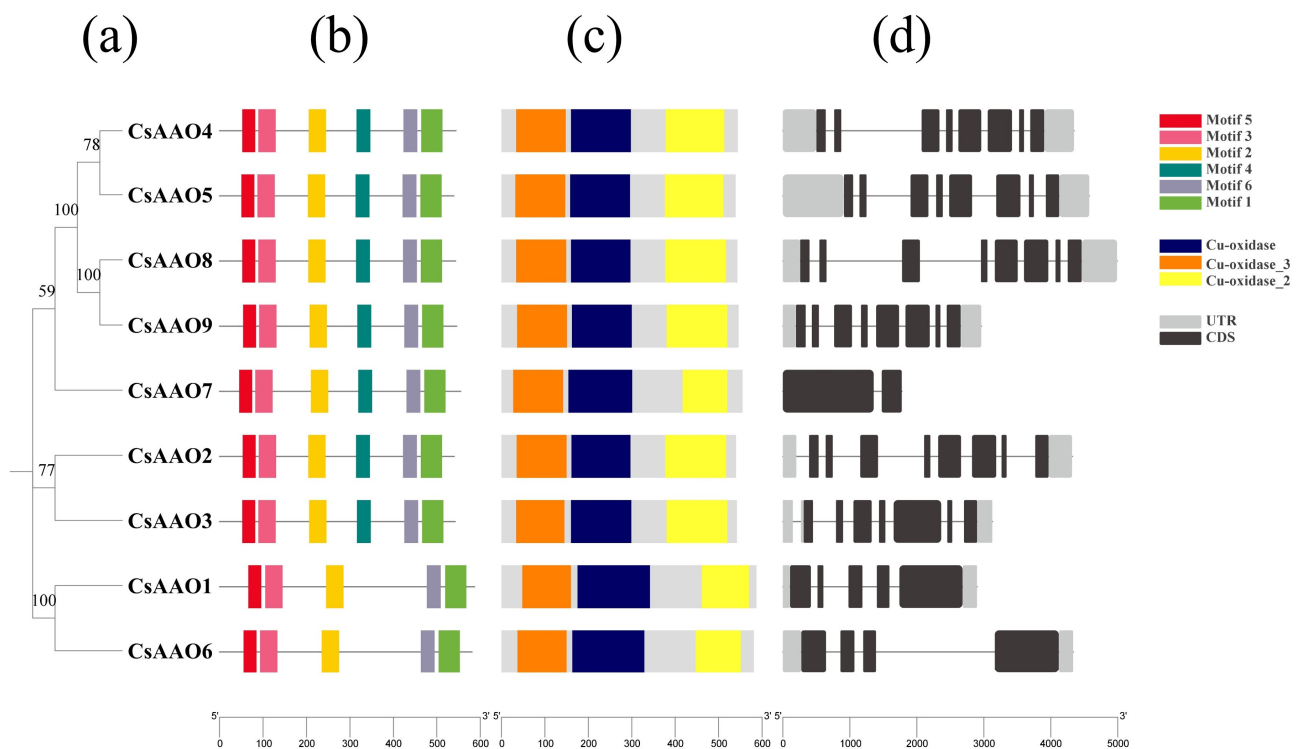 (a) (b) (c) (d)
CsAAO4
78
CsAAO5
100
CsAAO8
100
59
CsAAO9
CsAAO7
CsAAO2
77
CsAAO3
CsAAO1
100
CsAAO6
Motif 5
Motif 3
Motif 2
Motif 4
Motif 6
Motif 1
Cu-oxidase
Cu-oxidase_3
Cu-oxidase_2
UTR
CDS
5' 3' 5' 3' 5' 3'
0 100 200 300 400 500 600 0 100 200 300 400 500 600 0 1000 2000 3000 4000 5000